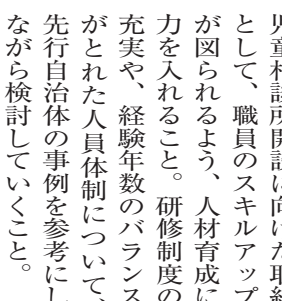 児童相談所開設に向けた取組
として、職員のスキルアップ
が図られるよう、人材育成に
力を入れること。研修制度の
充実や、経験年数のバランス
がとれた人員体制について、
先行自治体の事例を参考にし
ながら検討していくこと。